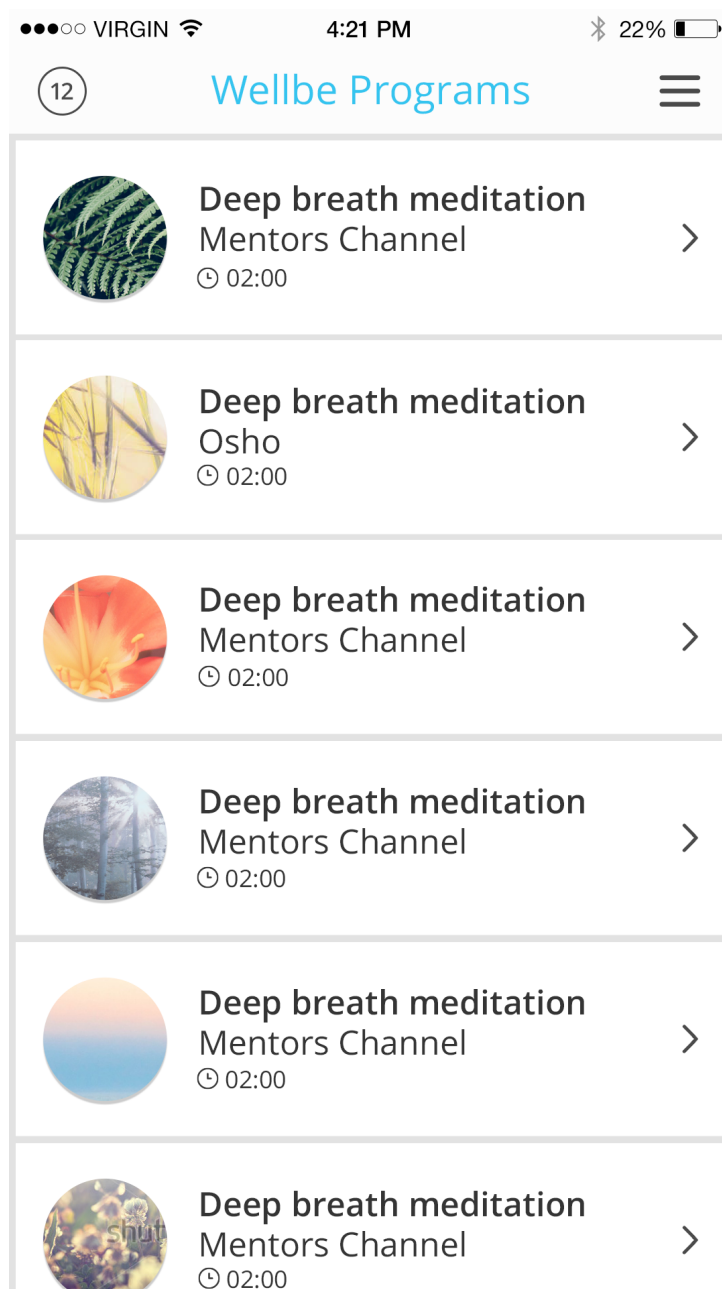 VIRGIN 4:21 PM 22%
12 Wellbe Programs
Deep breath meditation
Mentors Channel
02:00
Deep breath meditation
Osho
02:00
Deep breath meditation
Mentors Channel
02:00
Deep breath meditation
Mentors Channel
02:00
Deep breath meditation
Mentors Channel
02:00
Deep breath meditation
shut
Mentors Channel
02:00